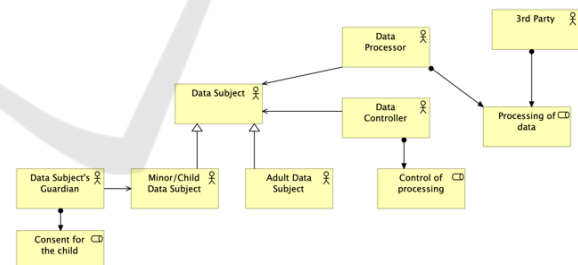 3rd Party
Data
Processor
Data Subject
Data
Controller
Processing of
data
Data Subject's
Guardian
Minor/Child
Data Subject
Adult Data
Subject
Control of
processing
Consent for
the child